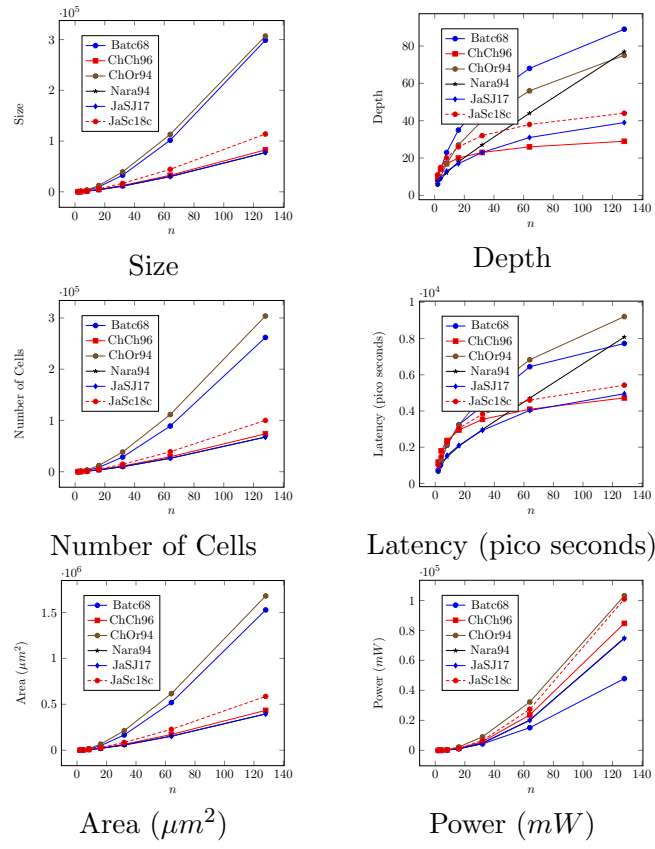 ·10^5
3
2
1
0
Size
Batc68
ChCh96
ChOr94
Nara94
JaSJ17
JaSc18c
0 20 40 60 80 100 120 140
n
Size
80
60
40
20
0
Depth
Batc68
ChCh96
ChOr94
Nara94
JaSJ17
JaSc18c
0 20 40 60 80 100 120 140
n
Depth
·10^5
3
2
1
0
Number of Cells
Batc68
ChCh96
ChOr94
Nara94
JaSJ17
JaSc18c
0 20 40 60 80 100 120 140
n
Number of Cells
·10^4
1
0.8
0.6
0.4
0.2
0
Latency (pico seconds)
Batc68
ChCh96
ChOr94
Nara94
JaSJ17
JaSc18c
0 20 40 60 80 100 120 140
n
Latency (pico seconds)
·10^6
1.5
1
0.5
0
Area (μm²)
Batc68
ChCh96
ChOr94
Nara94
JaSJ17
JaSc18c
0 20 40 60 80 100 120 140
n
Area (μm²)
·10^5
1
0.8
0.6
0.4
0.2
0
Power (mW)
Batc68
ChCh96
ChOr94
Nara94
JaSJ17
JaSc18c
0 20 40 60 80 100 120 140
n
Power (mW)